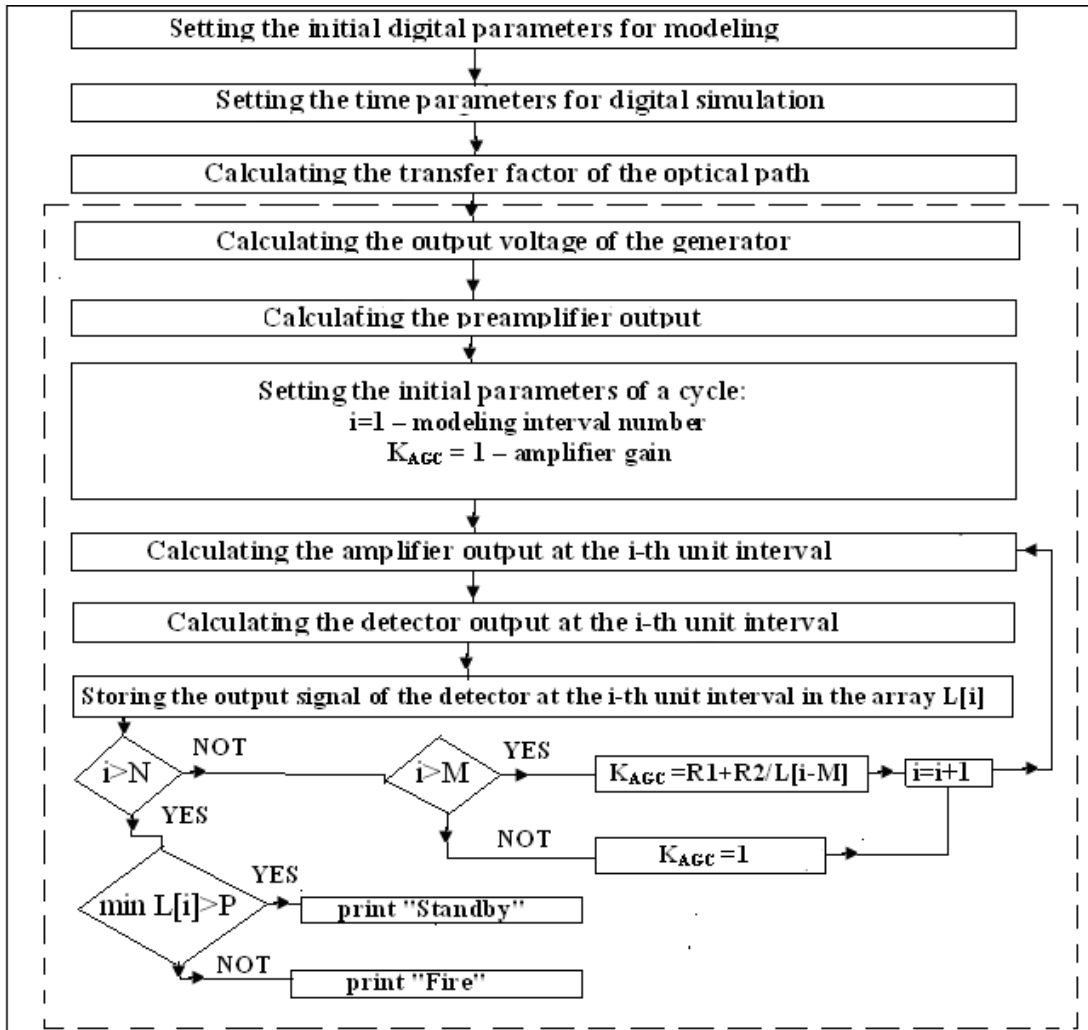 Setting the initial digital parameters for modeling
Setting the time parameters for digital simulation
Calculating the transfer factor of the optical path
Calculating the output voltage of the generator
Calculating the preamplifier output
Setting the initial parameters of a cycle:
i=1 – modeling interval number
K_AGC = 1 – amplifier gain
Calculating the amplifier output at the i-th unit interval
Calculating the detector output at the i-th unit interval
Storing the output signal of the detector at the i-th unit interval in the array L[i]
i>N
NOT
i>M
YES
K_AGC =R1+R2/L[i-M]
i=i+1
YES
NOT
K_AGC =1
min L[i]>P
YES
print "Standby"
NOT
print "Fire"